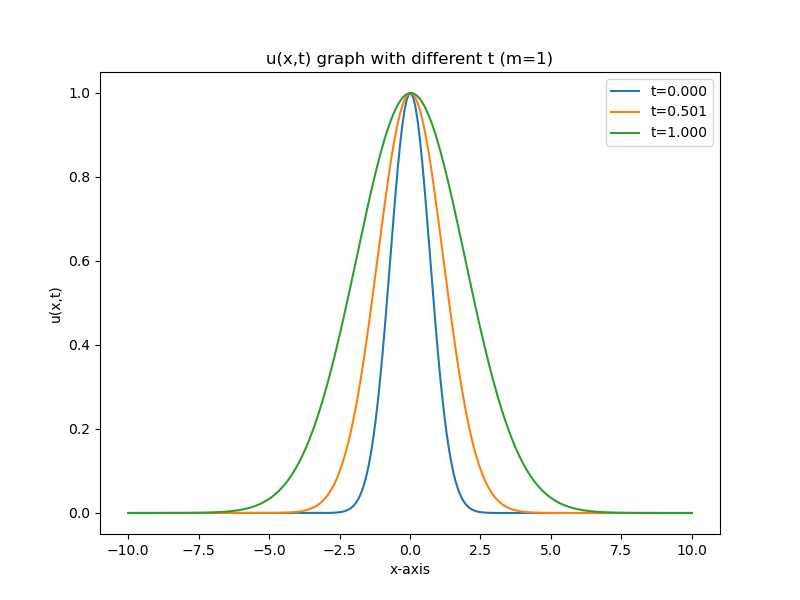 u(x,t) graph with different t (m=1)
t=0.000
t=0.501
t=1.000
1.0
0.8
0.6
0.4
0.2
0.0
u(x,t)
−10.0 −7.5 −5.0 −2.5 0.0 2.5 5.0 7.5 10.0
x-axis